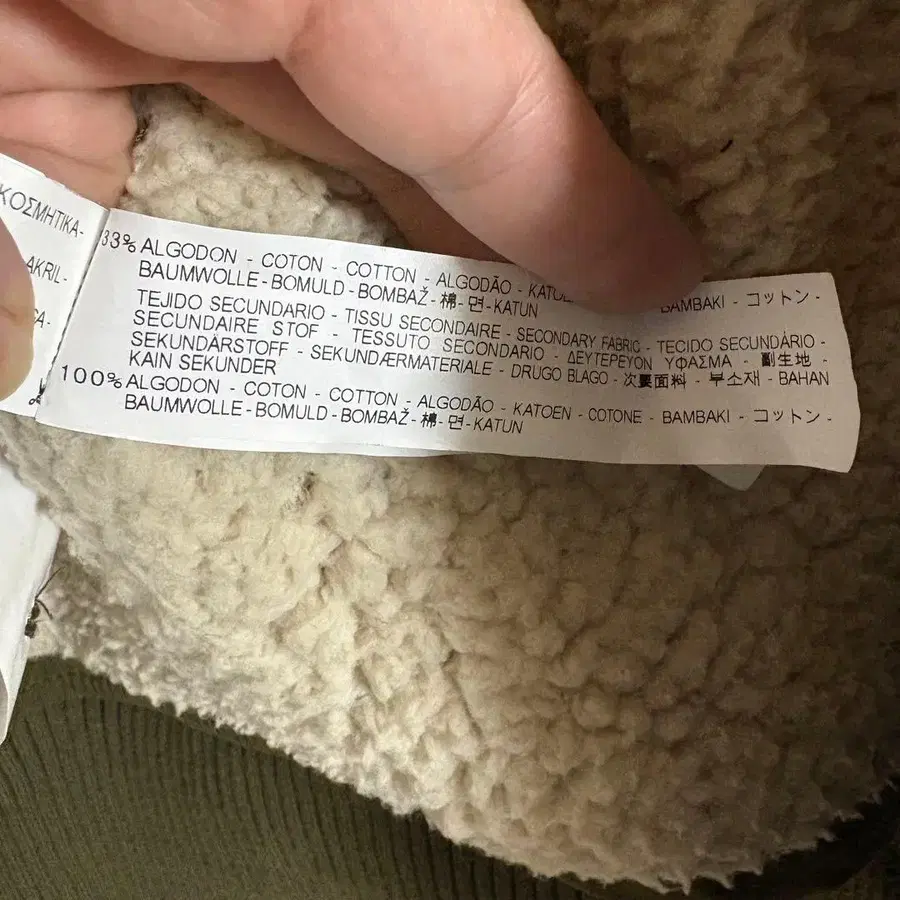 ΚΟΣΜΗΤΙΚΑ-
AKRIL-
33% ALGODON - COTON - COTTON - ALGODÃO - KATOE BAMBAKI - コットン -
BAUMWOLLE-BOMULD-BOMBAŽ-棉-면-KATUN
TEJIDO SECUNDARIO - TISSU SECONDAIRE - SECONDARY FABRIC - TECIDO SECUNDÁRIO -
SECUNDAIRE STOF - TESSUTO SECONDARIO - ΔΕΥΤΕΡΕΥΟΝ ΥΦΑΣΜΑ - 副生地 -
SEKUNDÄRSTOFF - SEKUNDÆRMATERIALE - DRUGO BLAGO - 次要面料 - 부소재 - BAHAN
KAIN SEKUNDER
100% ALGODON - COTON - COTTON - ALGODÃO - KATOEN - COTONE - BAMBAKI - コットン -
BAUMWOLLE-BOMULD-BOMBAŽ-棉-면-KATUN